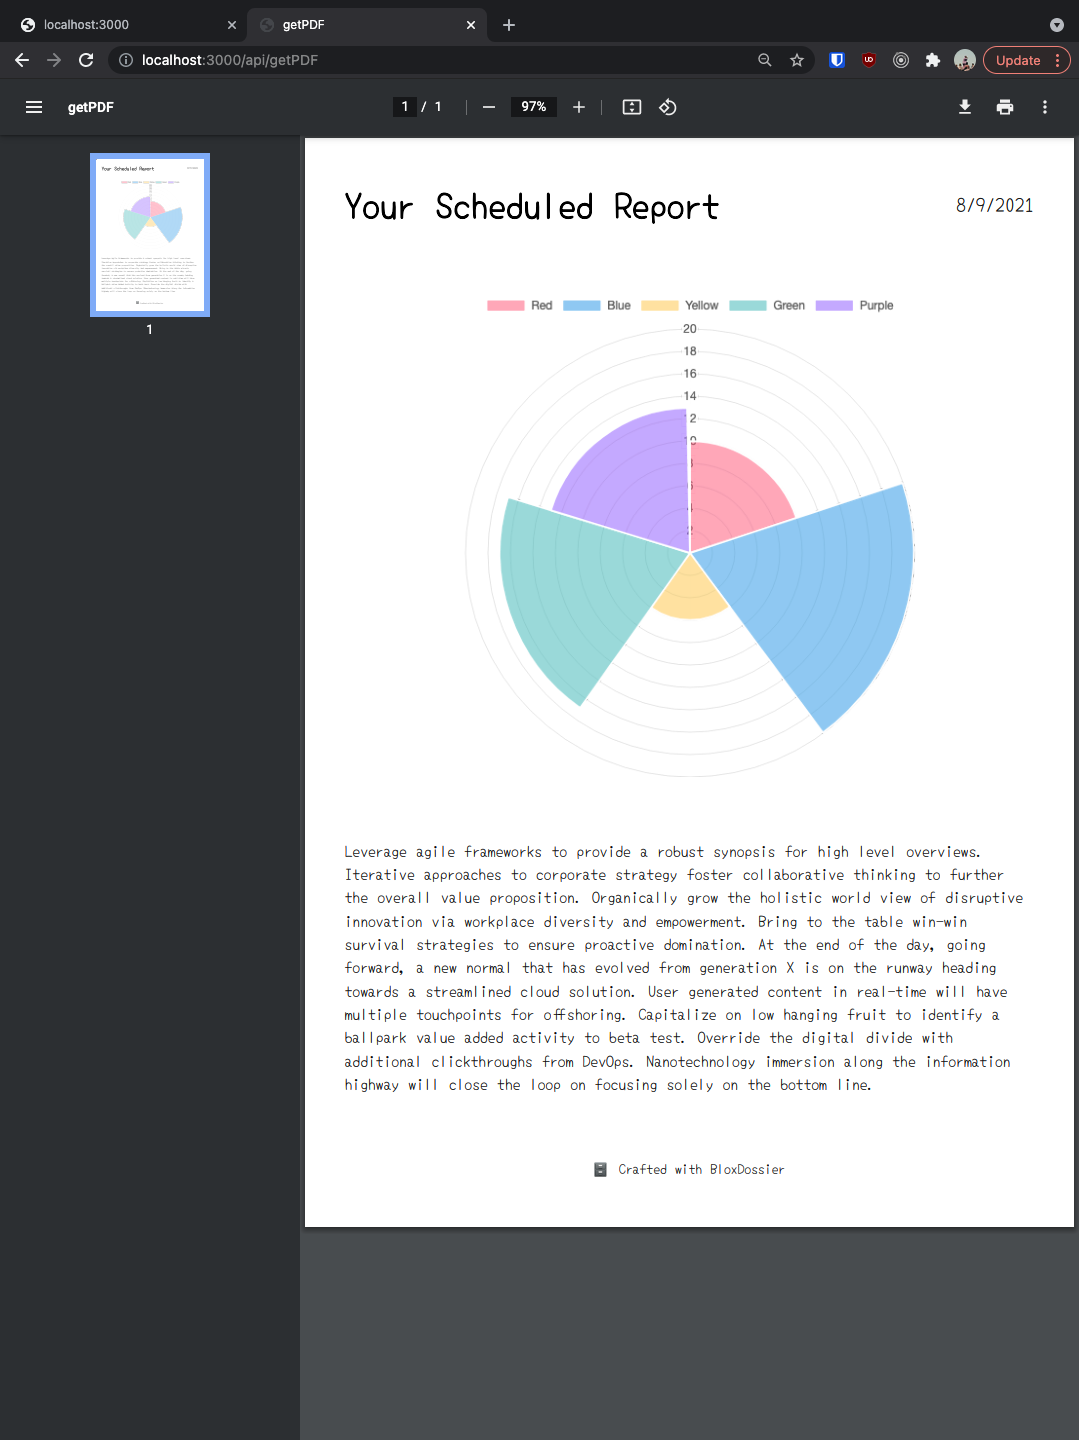 localhost:3000
getPDF
localhost:3000/api/getPDF
Update
getPDF
1 / 1
97%
1
Your Scheduled Report
8/9/2021
Red Blue Yellow Green Purple
20
18
16
14
Leverage agile frameworks to provide a robust synopsis for high level overviews.
Iterative approaches to corporate strategy foster collaborative thinking to further
the overall value proposition. Organically grow the holistic world view of disruptive
innovation via workplace diversity and empowerment. Bring to the table win-win
survival strategies to ensure proactive domination. At the end of the day, going
forward, a new normal that has evolved from generation X is on the runway heading
towards a streamlined cloud solution. User generated content in real-time will have
multiple touchpoints for offshoring. Capitalize on low hanging fruit to identify a
ballpark value added activity to beta test. Override the digital divide with
additional clickthroughs from DevOps. Nanotechnology immersion along the information
highway will close the loop on focusing solely on the bottom line.
Crafted with BloxDossier